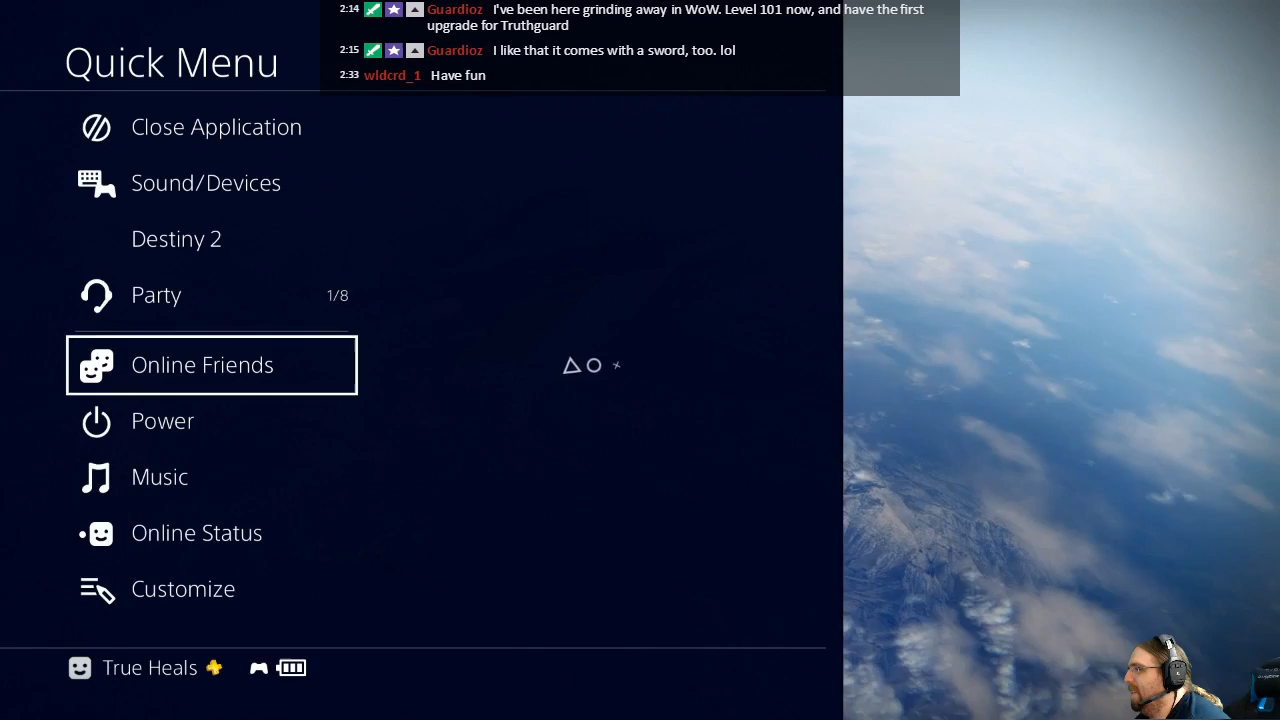 2:14 Guardioz I've been here grinding away in WoW. Level 101 now, and have the first
upgrade for Truthguard
2:15 Guardioz I like that it comes with a sword, too. lol
2:33 wldcrd_1 Have fun
Quick Menu
Close Application
Sound/Devices
Destiny 2
Party 1/8
Online Friends
Power
Music
Online Status
Customize
True Heals